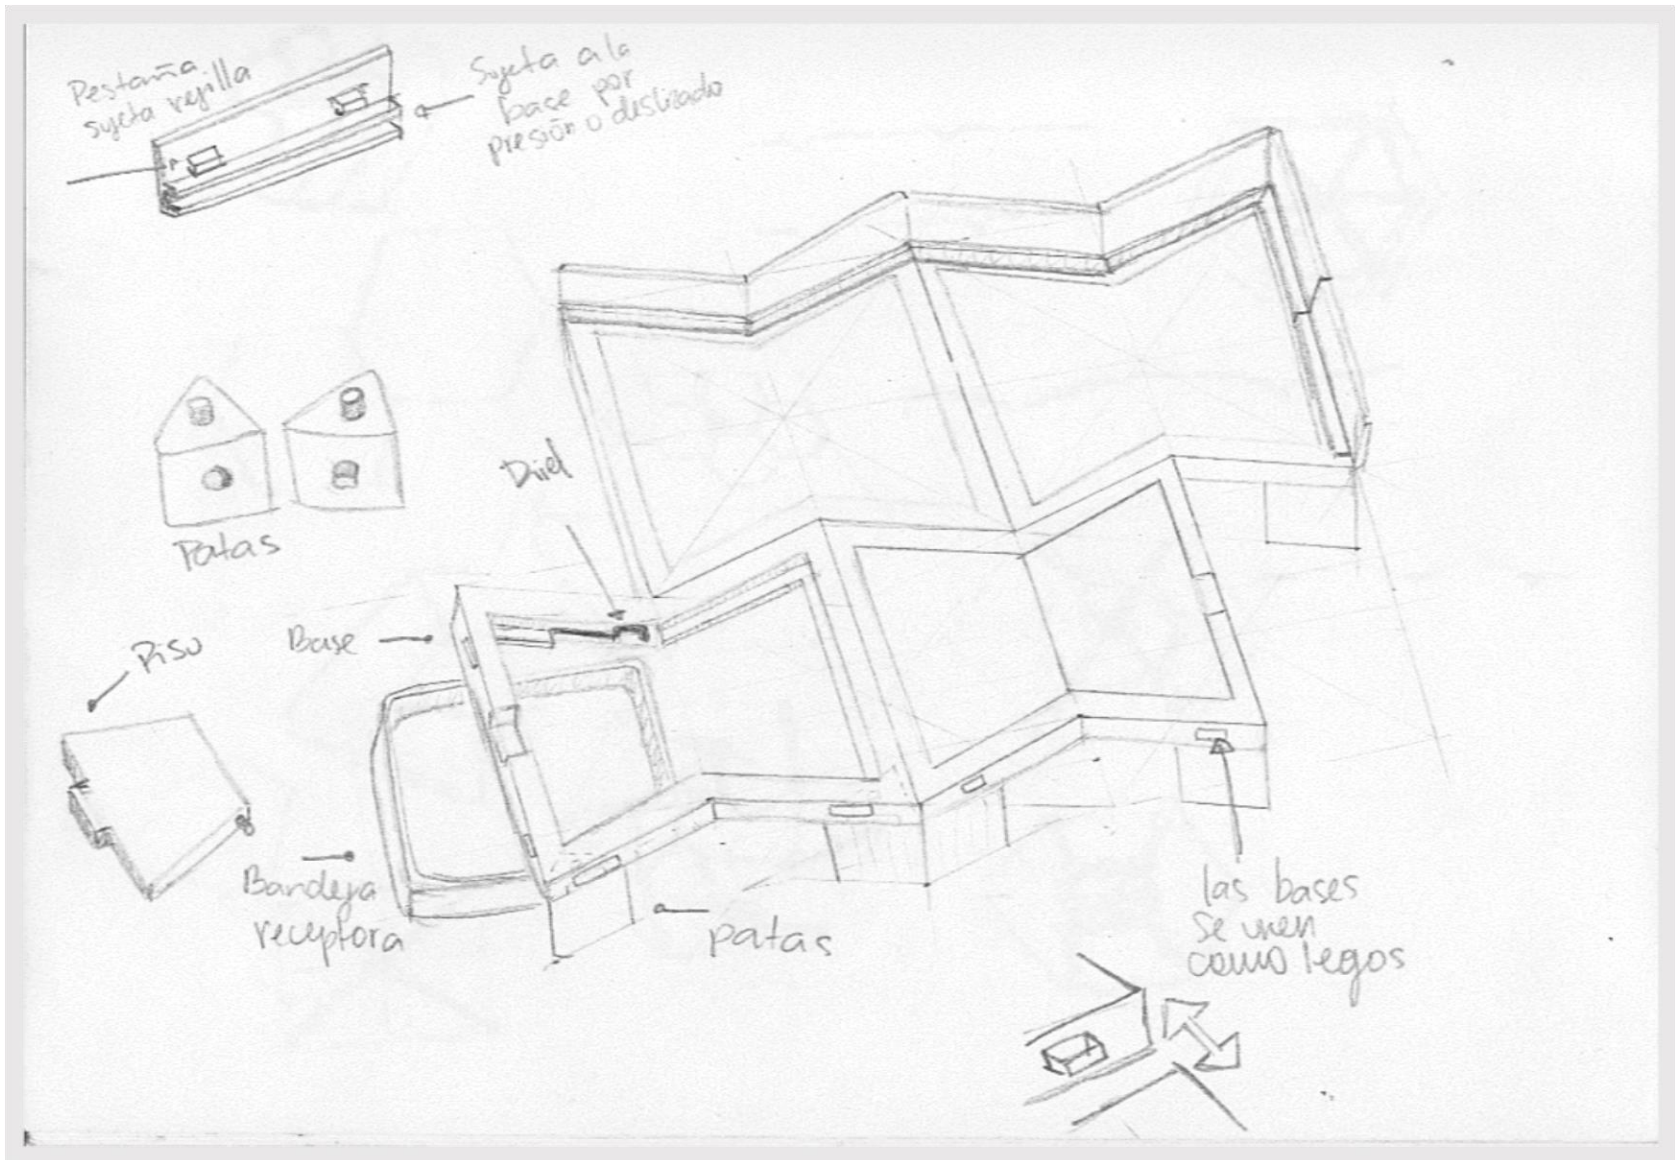 Pestaña
sujeta rejilla
Sujeta a la
base por
presión o deslizado
Patas
Base
Piso
Bandeja
receptora
patas
las bases
se unen
como legos